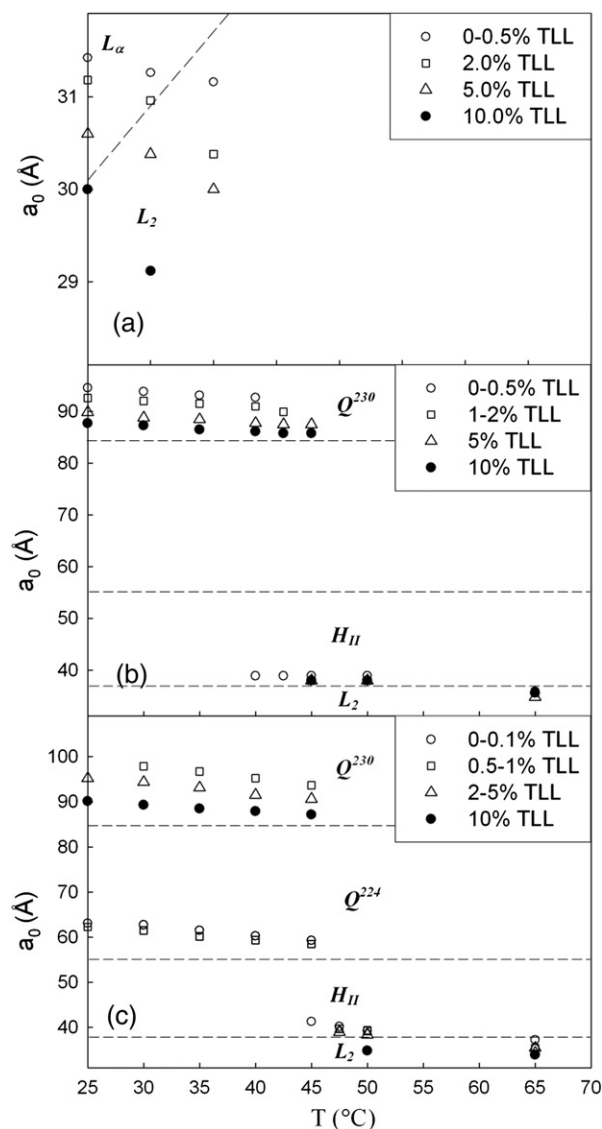 L_α
0-0.5% TLL
2.0% TLL
5.0% TLL
10.0% TLL
31
30
29
a₀ (Å)
L₂
(a)
0-0.5% TLL
1-2% TLL
5% TLL
10% TLL
Q²³⁰
90
80
70
60
50
40
a₀ (Å)
H_II
(b)
L₂
0-0.1% TLL
0.5-1% TLL
2-5% TLL
10% TLL
Q²³⁰
100
90
80
70
60
50
40
a₀ (Å)
Q²²⁴
H_II
(c)
L₂
25 30 35 40 45 50 55 60 65 70
T (°C)